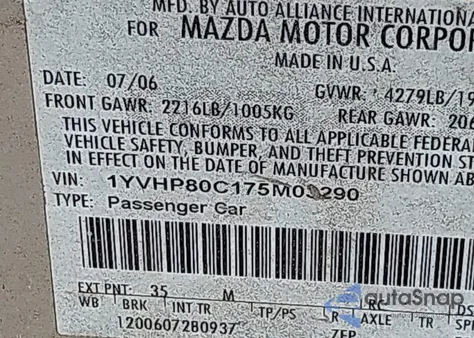 MFD. BY AUTO ALLIANCE INTERNATIONA
FOR MAZDA MOTOR CORPOR
MADE IN U.S.A.
DATE: 07/06 GVWR: 4279LB/19
FRONT GAWR: 2216LB/1005KG REAR GAWR: 206
THIS VEHICLE CONFORMS TO ALL APPLICABLE FEDERA
VEHICLE SAFETY, BUMPER, AND THEFT PREVENTION ST
IN EFFECT ON THE DATE OF MANUFACTURE SHOWN AB
VIN:
TYPE: Passenger Car
EXT PNT: 35 M
WB BRK INT TR TP/PS R AXLE TR SP
1200607280937
autoSnap